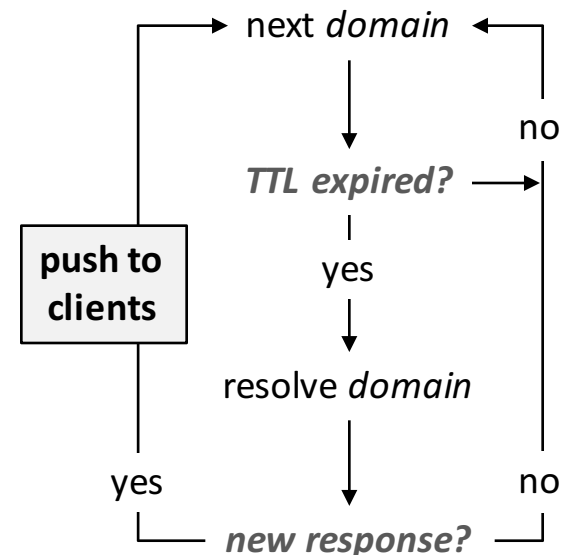 next domain
no
TTL expired?
push to
clients
yes
resolve domain
yes
no
new response?